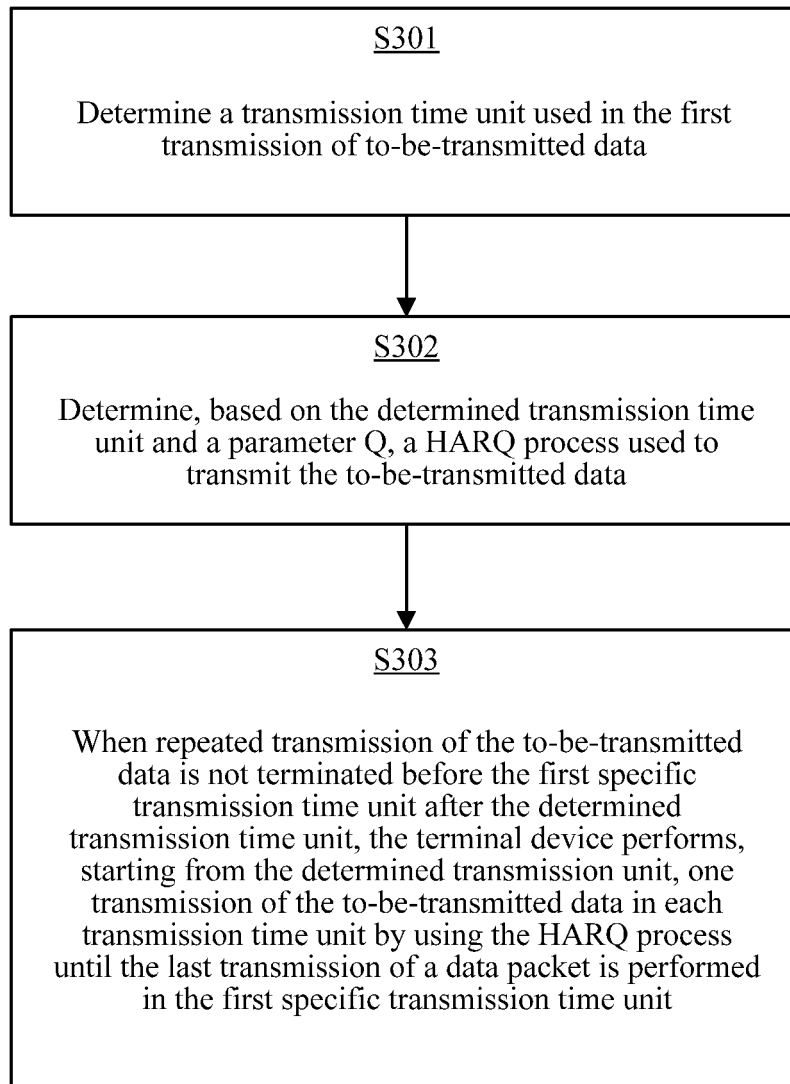 S301
Determine a transmission time unit used in the first
transmission of to-be-transmitted data
S302
Determine, based on the determined transmission time
unit and a parameter Q, a HARQ process used to
transmit the to-be-transmitted data
S303
When repeated transmission of the to-be-transmitted
data is not terminated before the first specific
transmission time unit after the determined
transmission time unit, the terminal device performs,
starting from the determined transmission unit, one
transmission of the to-be-transmitted data in each
transmission time unit by using the HARQ process
until the last transmission of a data packet is performed
in the first specific transmission time unit